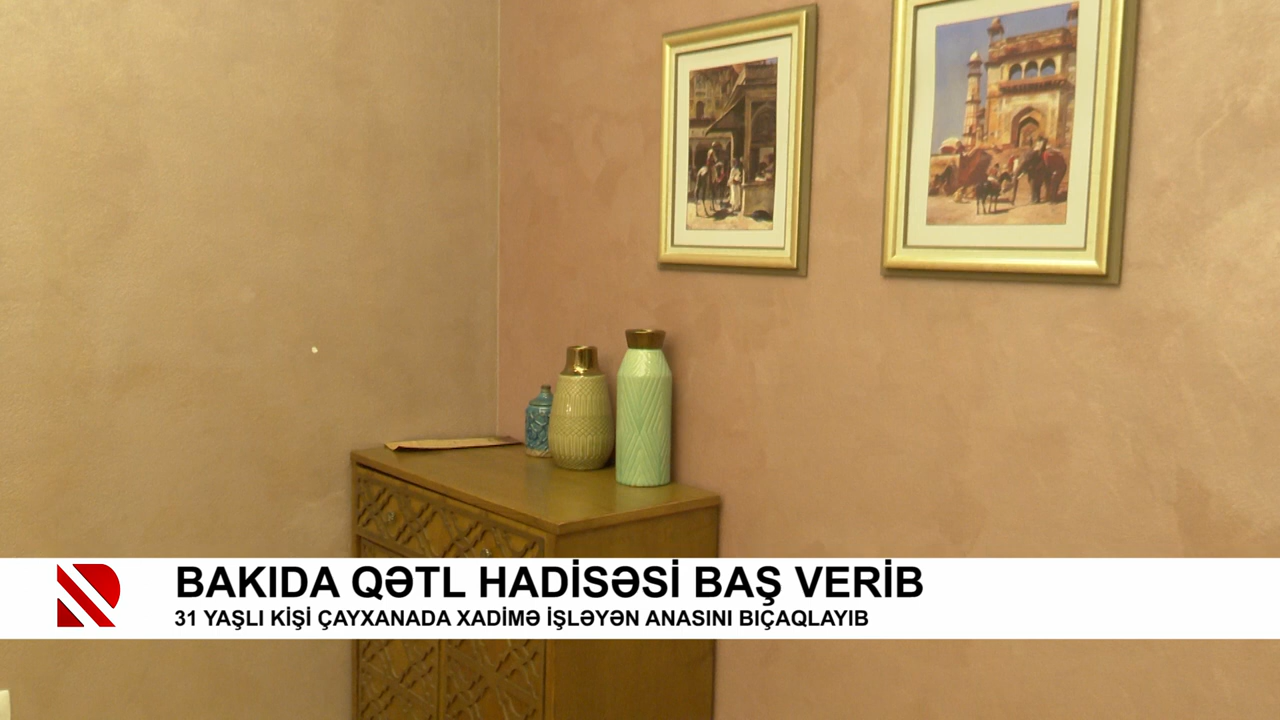 BAKIDA QƏTL HADİSƏSİ BAŞ VERİB
31 YAŞLI KİŞİ ÇAYXANADA XADİMƏ İŞLƏYƏN ANASINI BIÇAQLAYIB